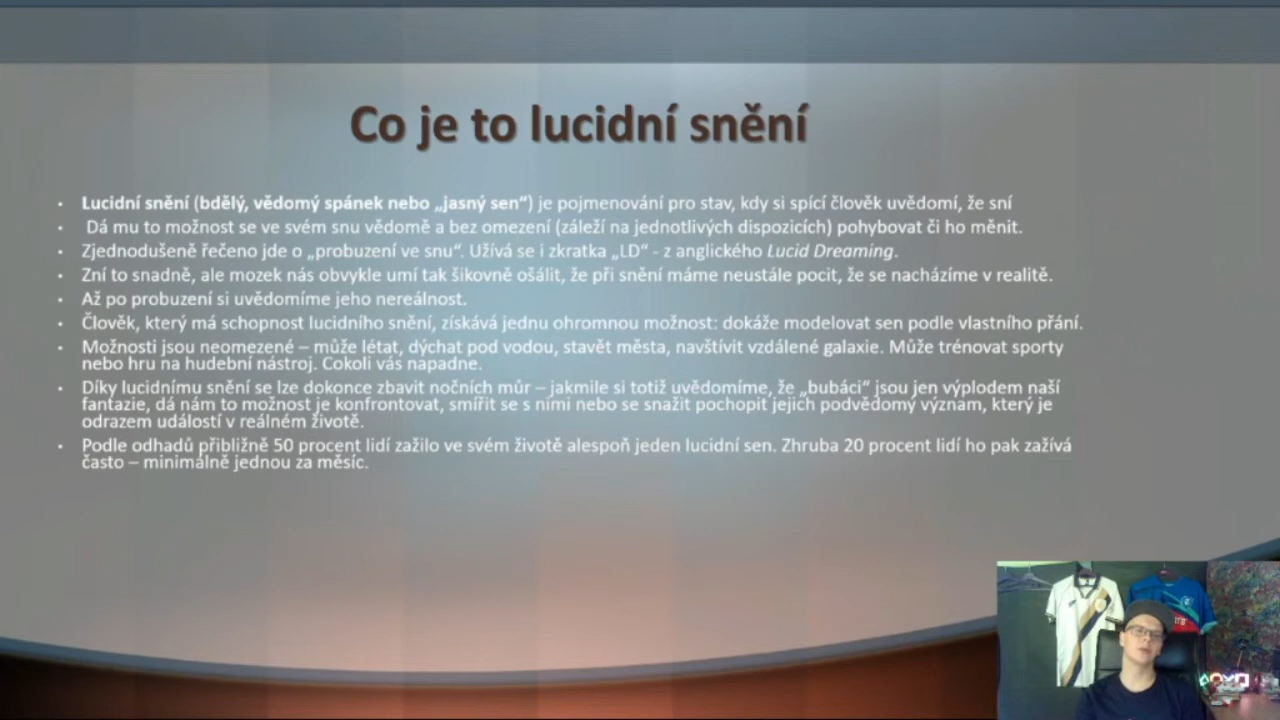 Co je to lucidní snění
• Lucidní snění (bdělý, vědomý spánek nebo „jasný sen“) je pojmenování pro stav, kdy si spící člověk uvědomí, že sní
• Dá mu to možnost se ve svém snu vědomě a bez omezení (záleží na jednotlivých dispozicích) pohybovat či ho měnit.
• Zjednodušeně řečeno jde o „probuzení ve snu“. Užívá se i zkratka „LD“ - z anglického Lucid Dreaming.
• Zní to snadně, ale mozek nás obvykle umí tak šikovně ošálit, že při snění máme neustále pocit, že se nacházíme v realitě.
• Až po probuzení si uvědomíme jeho nereálnost.
• Člověk, který má schopnost lucidního snění, získává jednu ohromnou možnost: dokáže modelovat sen podle vlastního přání.
• Možnosti jsou neomezené – může létat, dýchat pod vodou, stavět města, navštívit vzdálené galaxie. Může trénovat sporty
nebo hru na hudební nástroj. Cokoli vás napadne.
• Díky lucidnímu snění se lze dokonce zbavit nočních můr – jakmile si totiž uvědomíme, že „bubáci“ jsou jen výplodem naší
fantazie, dá nám to možnost je konfrontovat, smířit se s nimi nebo se snažit pochopit jejich podvědomý význam, který je
odrazem událostí v reálném životě.
• Podle odhadů přibližně 50 procent lidí zažilo ve svém životě alespoň jeden lucidní sen. Zhruba 20 procent lidí ho pak zažívá
často – minimálně jednou za měsíc.